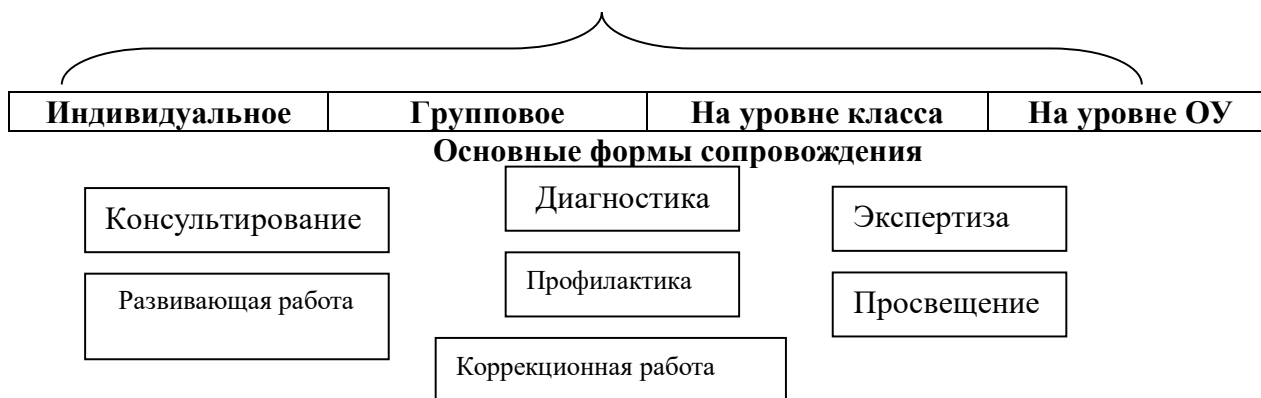 Индивидуальное Групповое На уровне класса На уровне ОУ
Основные формы сопровождения
Консультирование
Диагностика
Экспертиза
Развивающая работа
Профилактика
Просвещение
Коррекционная работа